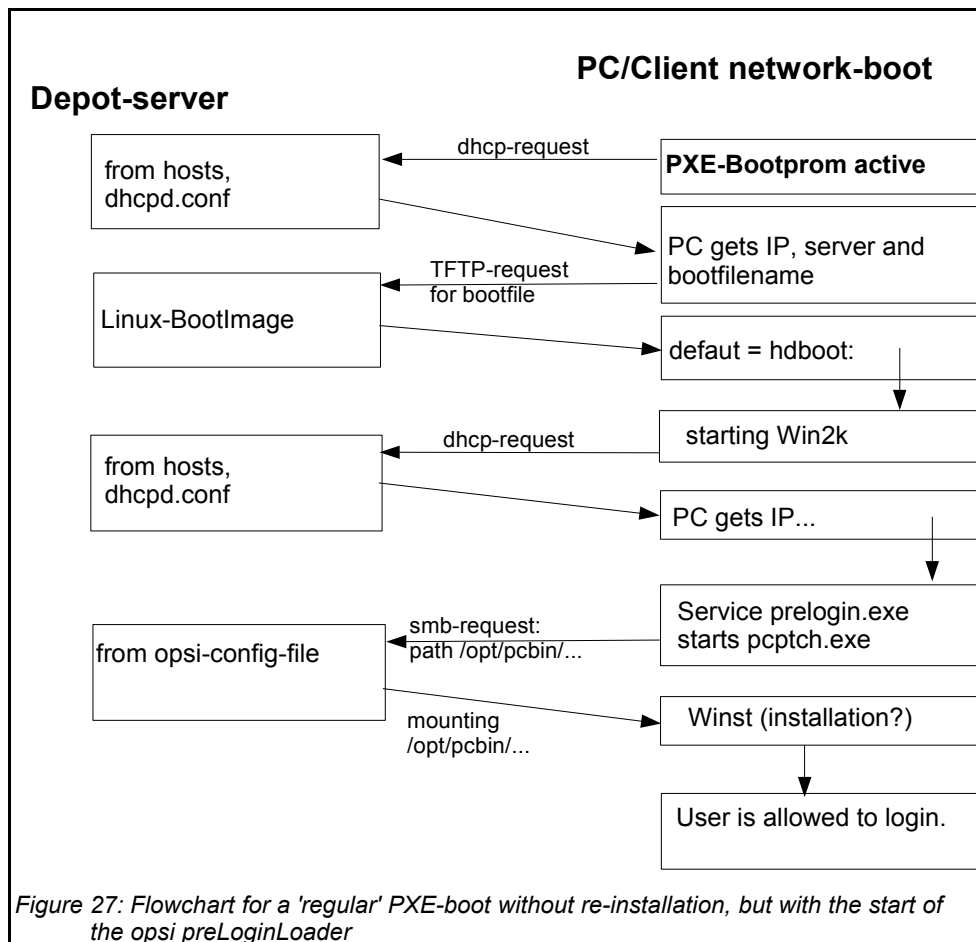 PC/Client network-boot
Depot-server
dhcp-request
PXE-Bootprom active
from hosts,
dhcpd.conf
PC gets IP, server and
bootfilename
TFTP-request
for bootfile
Linux-BootImage
defaut = hdboot:
starting Win2k
dhcp-request
from hosts,
dhcpd.conf
PC gets IP...
Service prelogin.exe
starts pcptch.exe
smb-request:
path /opt/pcbin/...
from opsi-config-file
Winst (installation?)
mounting
/opt/pcbin/...
User is allowed to login.
Figure 27: Flowchart for a 'regular' PXE-boot without re-installation, but with the start of
the opsi preLoginLoader